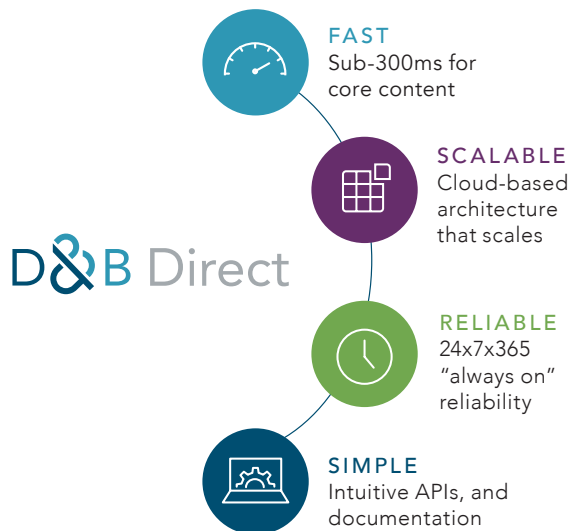 FAST
Sub-300ms for
core content
SCALABLE
Cloud-based
architecture
that scales
D&B Direct
RELIABLE
24x7x365
“always on”
reliability
SIMPLE
Intuitive APIs, and
documentation